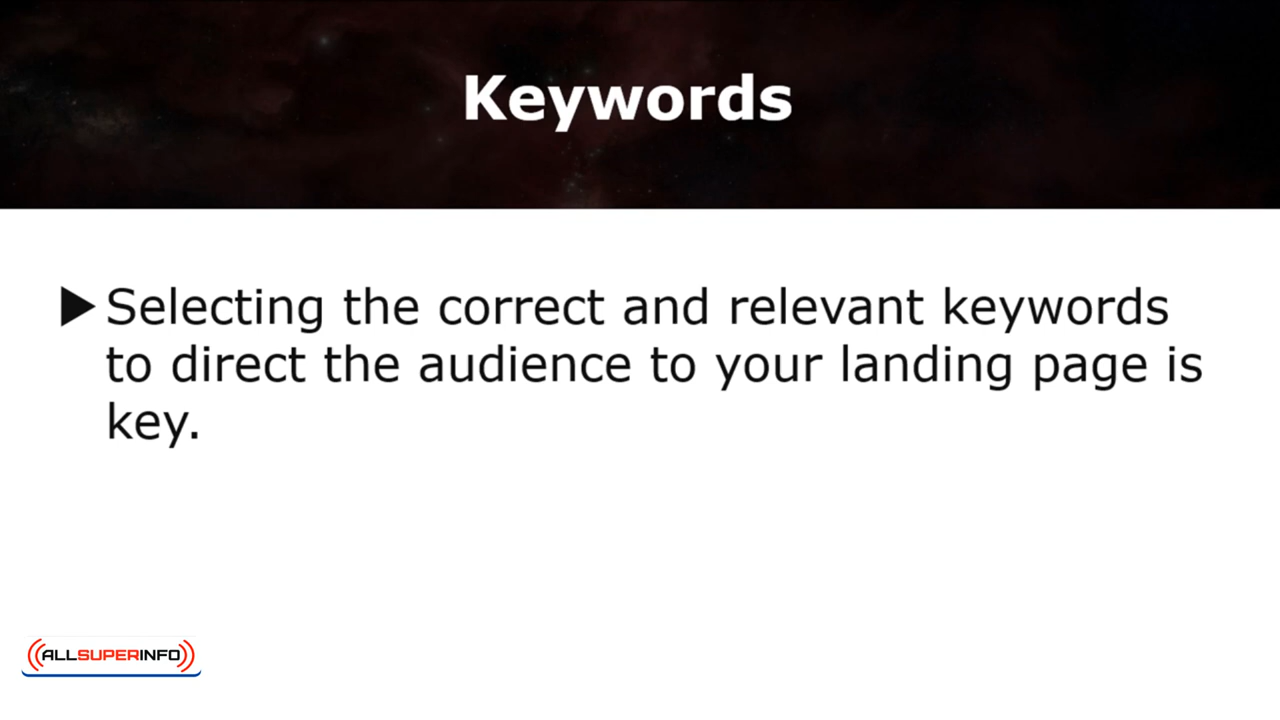 Keywords
Selecting the correct and relevant keywords
to direct the audience to your landing page is
key.
ALLSUPERINFO